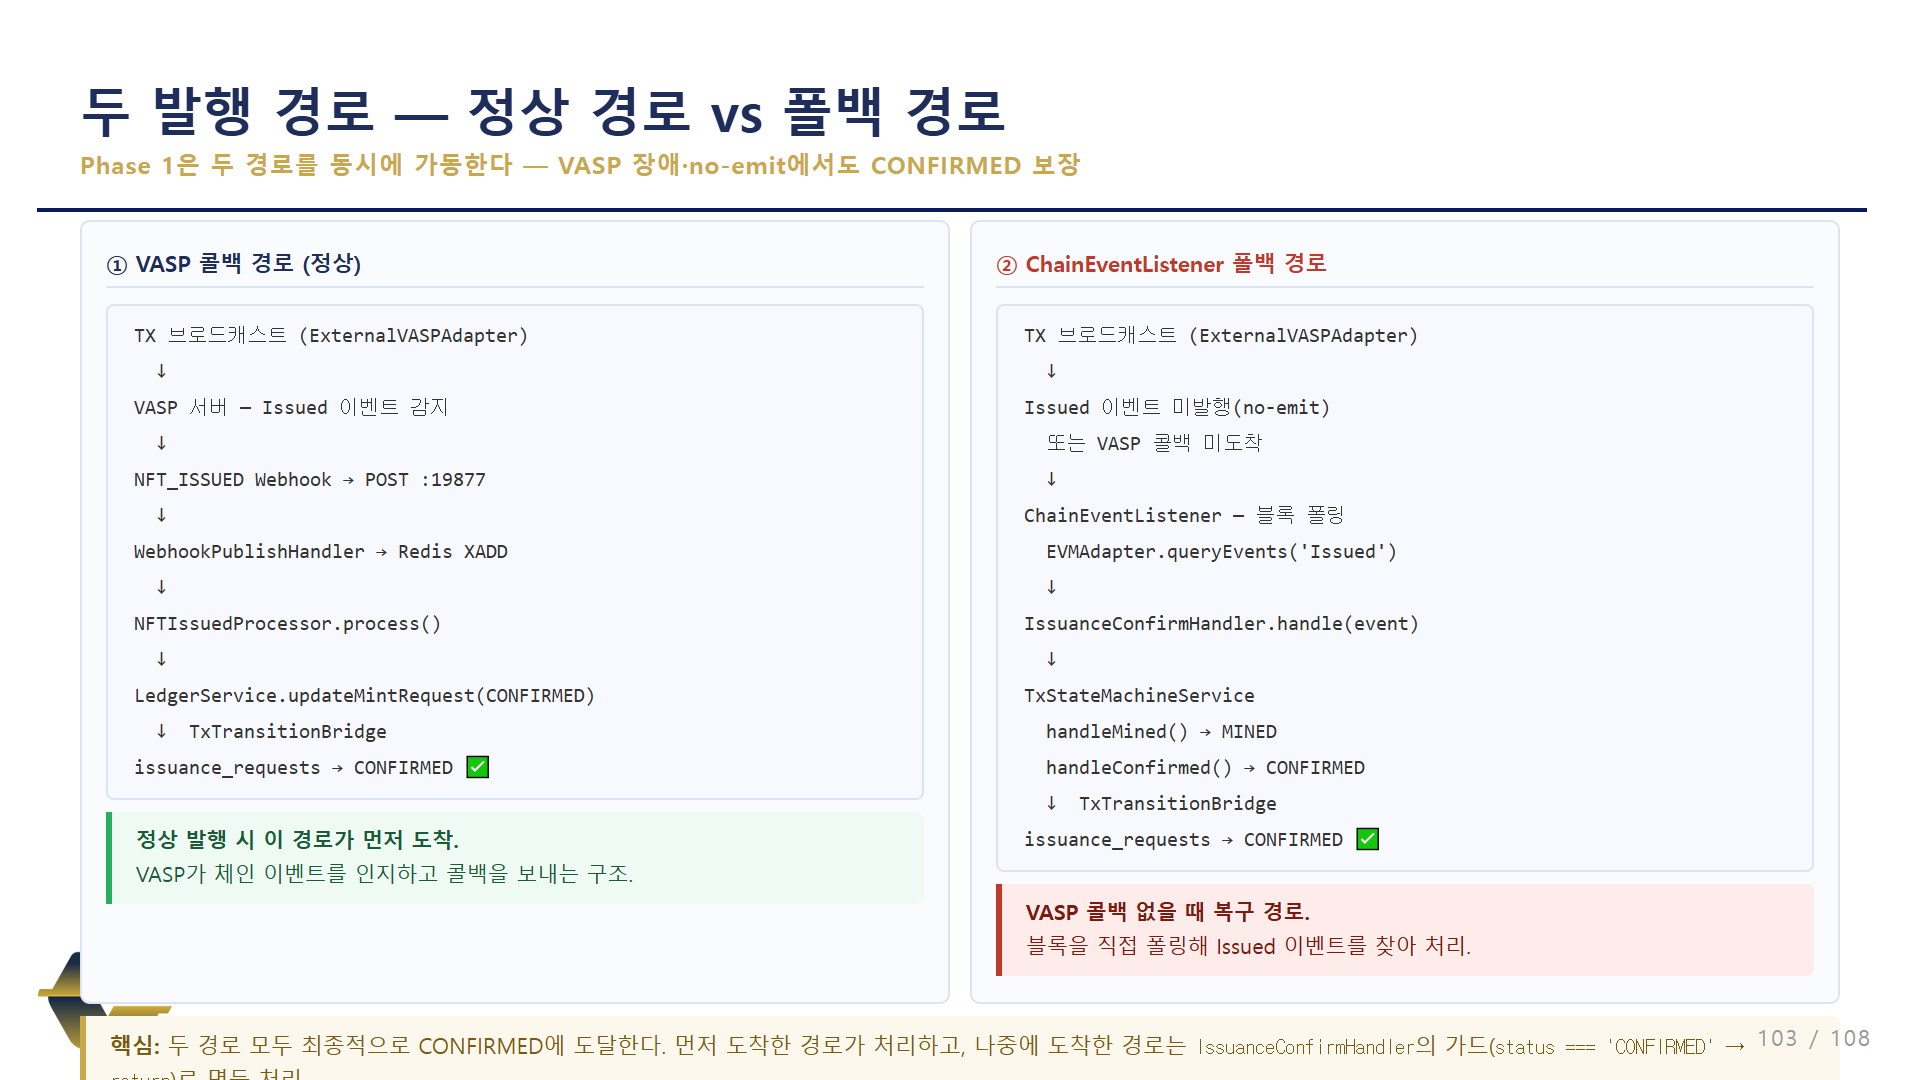 두 발행 경로 — 정상 경로 vs 폴백 경로
Phase 1은 두 경로를 동시에 가동한다 — VASP 장애·no-emit에서도 CONFIRMED 보장
① VASP 콜백 경로 (정상)
TX 브로드캐스트 (ExternalVASPAdapter)
↓
VASP 서버 — Issued 이벤트 감지
↓
NFT_ISSUED Webhook → POST :19877
↓
WebhookPublishHandler → Redis XADD
↓
NFTIssuedProcessor.process()
↓
LedgerService.updateMintRequest(CONFIRMED)
↓ TxTransitionBridge
issuance_requests → CONFIRMED ✅
정상 발행 시 이 경로가 먼저 도착.
VASP가 체인 이벤트를 인지하고 콜백을 보내는 구조.
② ChainEventListener 폴백 경로
TX 브로드캐스트 (ExternalVASPAdapter)
↓
Issued 이벤트 미발행(no-emit)
또는 VASP 콜백 미도착
↓
ChainEventListener — 블록 폴링
EVMAdapter.queryEvents('Issued')
↓
IssuanceConfirmHandler.handle(event)
↓
TxStateMachineService
handleMined() → MINED
handleConfirmed() → CONFIRMED
↓ TxTransitionBridge
issuance_requests → CONFIRMED ✅
VASP 콜백 없을 때 복구 경로.
블록을 직접 폴링해 Issued 이벤트를 찾아 처리.
핵심: 두 경로 모두 최종적으로 CONFIRMED에 도달한다. 먼저 도착한 경로가 처리하고, 나중에 도착한 경로는 IssuanceConfirmHandler의 가드(status === 'CONFIRMED' →
103 / 108